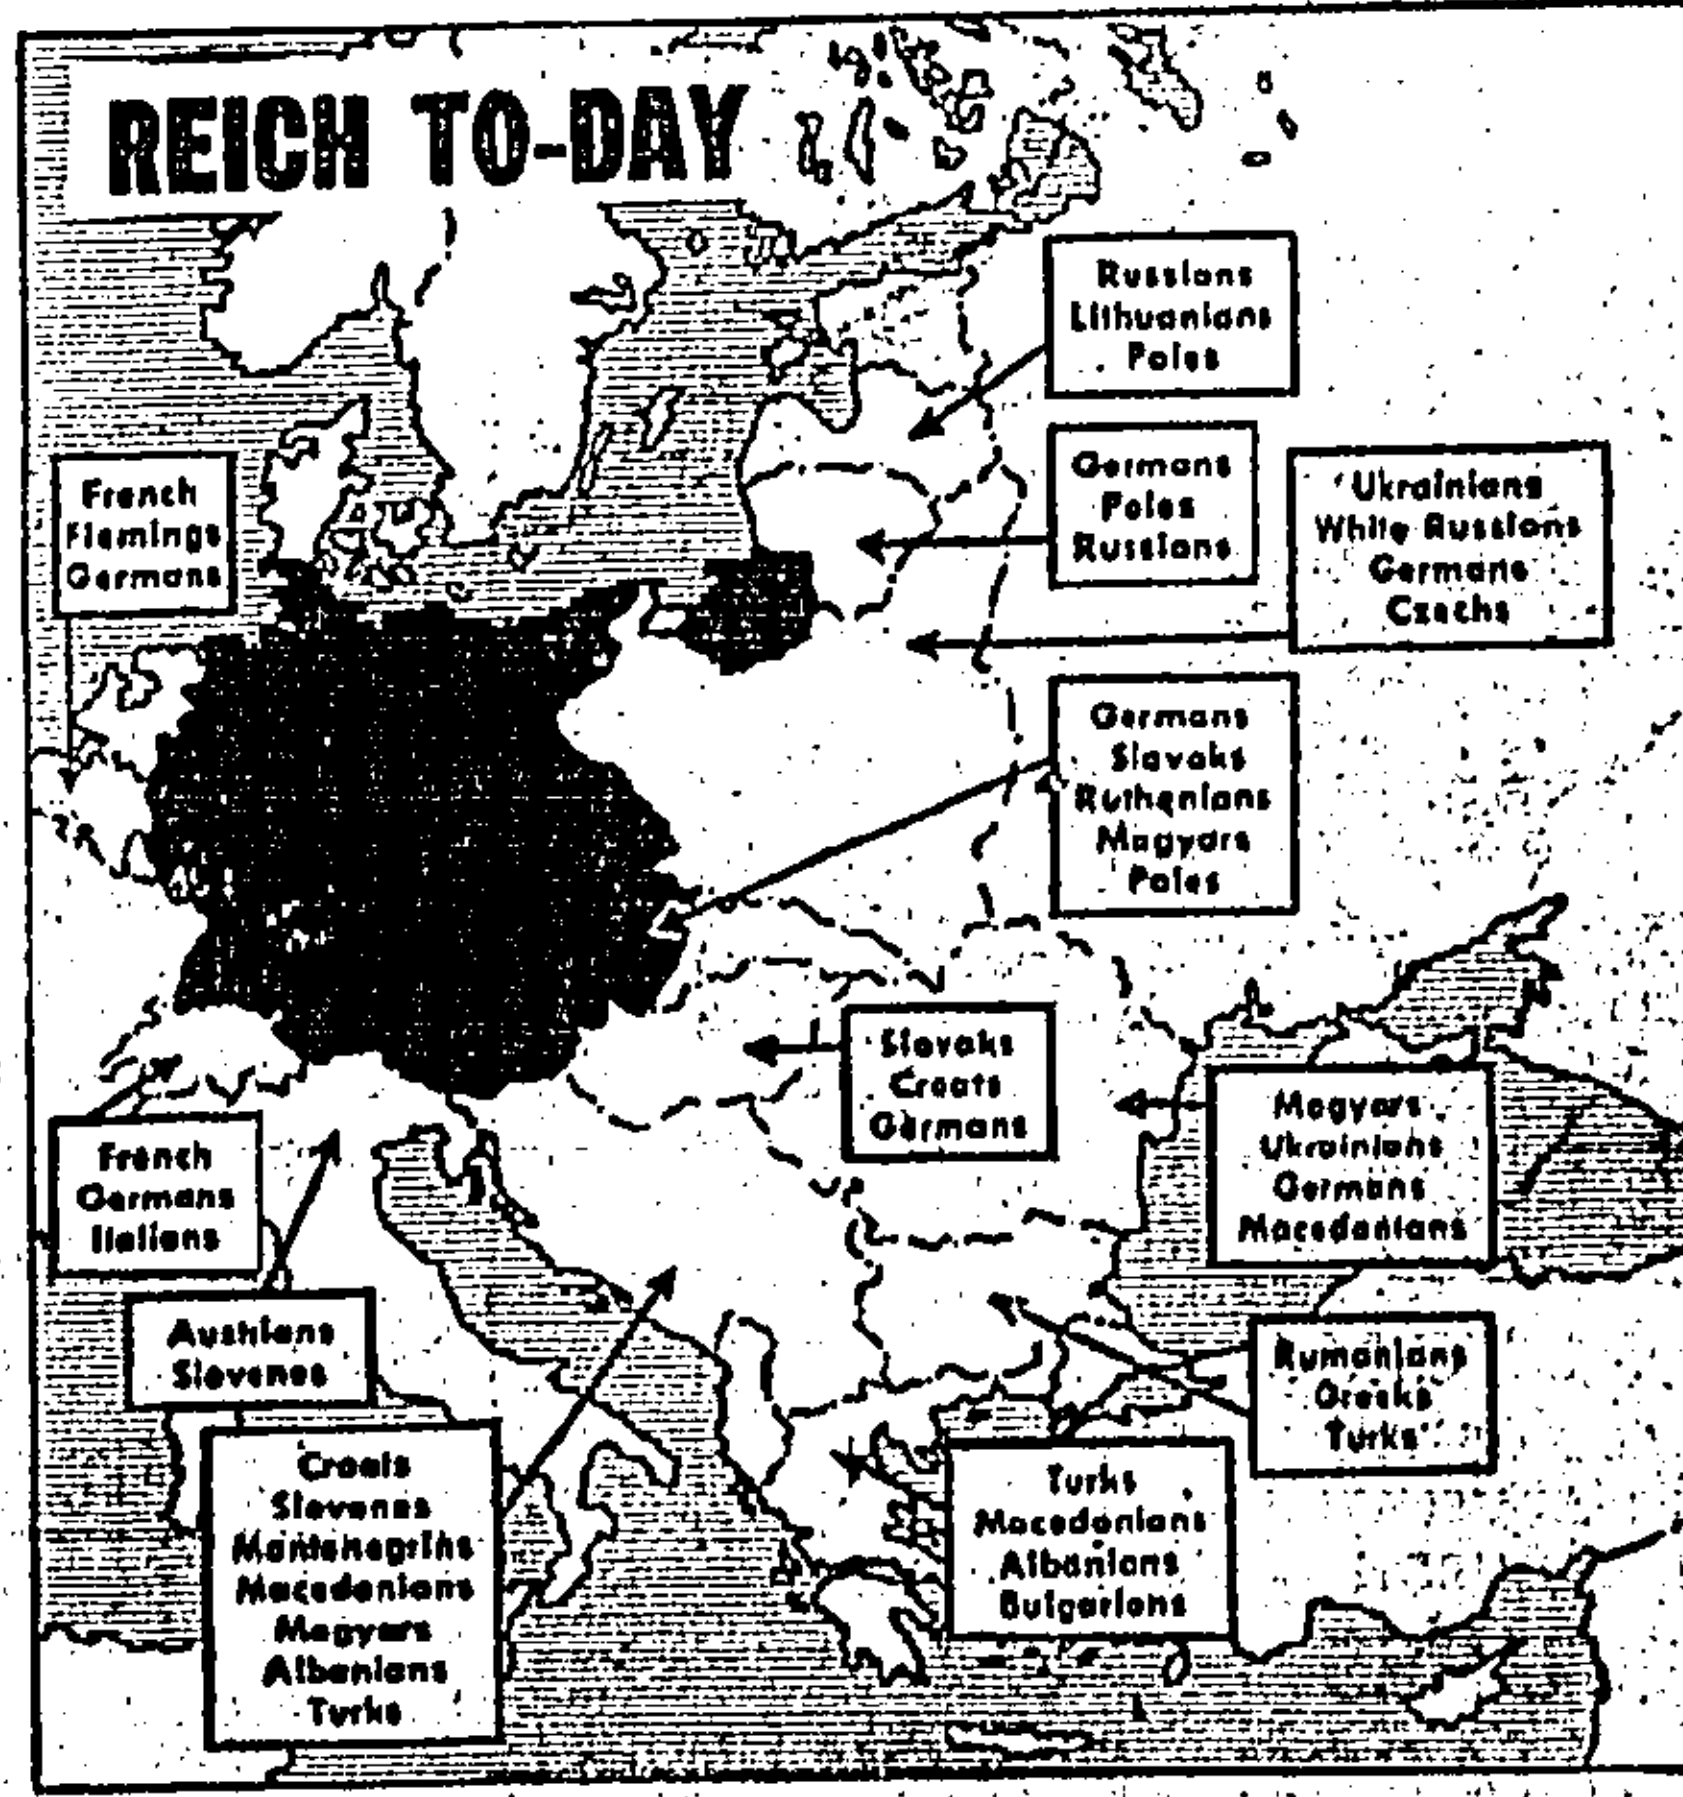 REICH TO-DAY
Russians
Lithuanians
Poles
Germans
Poles
Russians
Ukrainians
White Russians
Germans
Czechs
French
Flemings
Germans
Germans
Slovaks
Ruthenians
Magyars
Poles
Slovaks
Croats
Germans
Magyars
Ukrainians
Germans
Macedonians
French
Germans
Italians
Austrians
Slovenes
Rumanians
Greeks
Turks
Croats
Slovenes
Montenegrins
Macedonians
Magyars
Albanians
Turks
Turks
Macedonians
Albanians
Bulgarians